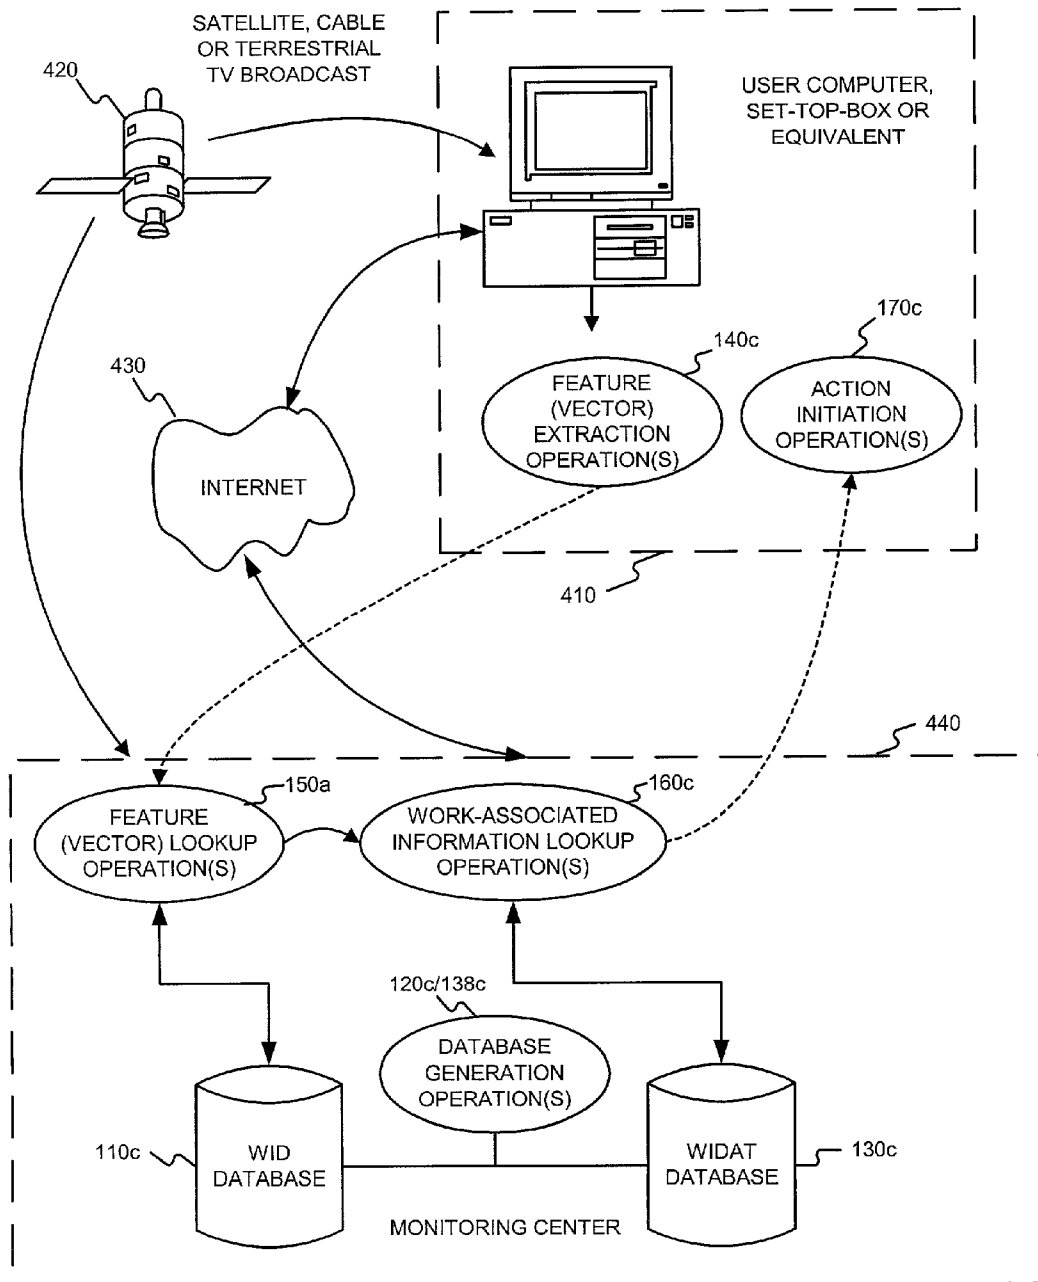 SATELLITE, CABLE
OR TERRESTRIAL
TV BROADCAST
420
USER COMPUTER,
SET-TOP-BOX OR
EQUIVALENT
170c
140c
430
FEATURE
(VECTOR)
EXTRACTION
OPERATION(S)
ACTION
INITIATION
OPERATION(S)
INTERNET
410
440
150a
160c
FEATURE
(VECTOR) LOOKUP
OPERATION(S)
WORK-ASSOCIATED
INFORMATION LOOKUP
OPERATION(S)
120c/138c
DATABASE
GENERATION
OPERATION(S)
110c
WID
DATABASE
WIDAT
DATABASE
130c
MONITORING CENTER